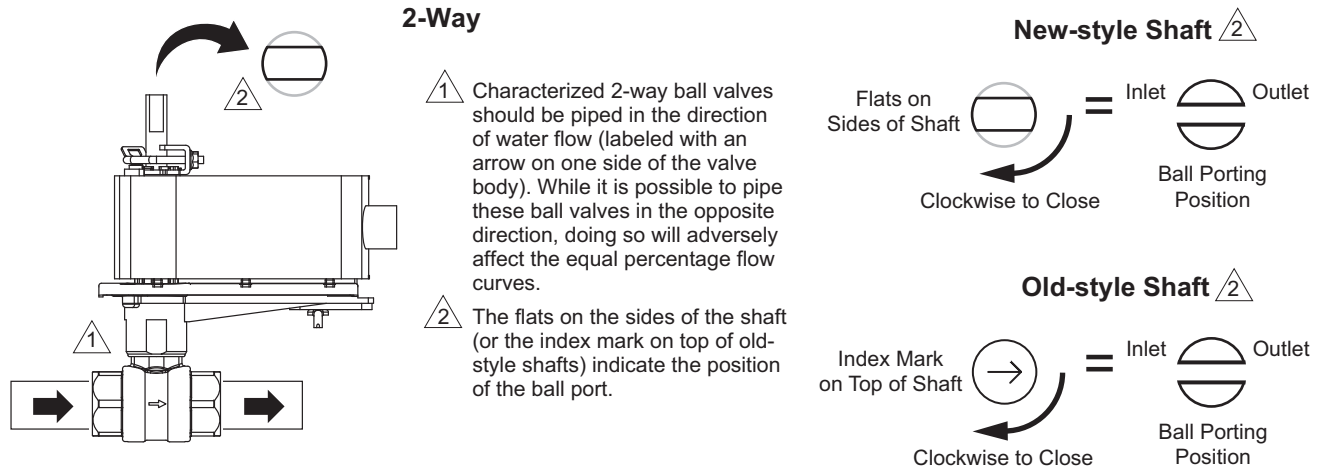 2-Way
2
1
1 Characterized 2-way ball valves
should be piped in the direction
of water flow (labeled with an
arrow on one side of the valve
body). While it is possible to pipe
these ball valves in the opposite
direction, doing so will adversely
affect the equal percentage flow
curves.
2 The flats on the sides of the shaft
(or the index mark on top of old-
style shafts) indicate the position
of the ball port.
New-style Shaft 2
Flats on
Sides of Shaft
=
Inlet
Outlet
Clockwise to Close
Ball Porting
Position
Old-style Shaft 2
Index Mark
on Top of Shaft
=
Inlet
Outlet
Clockwise to Close
Ball Porting
Position